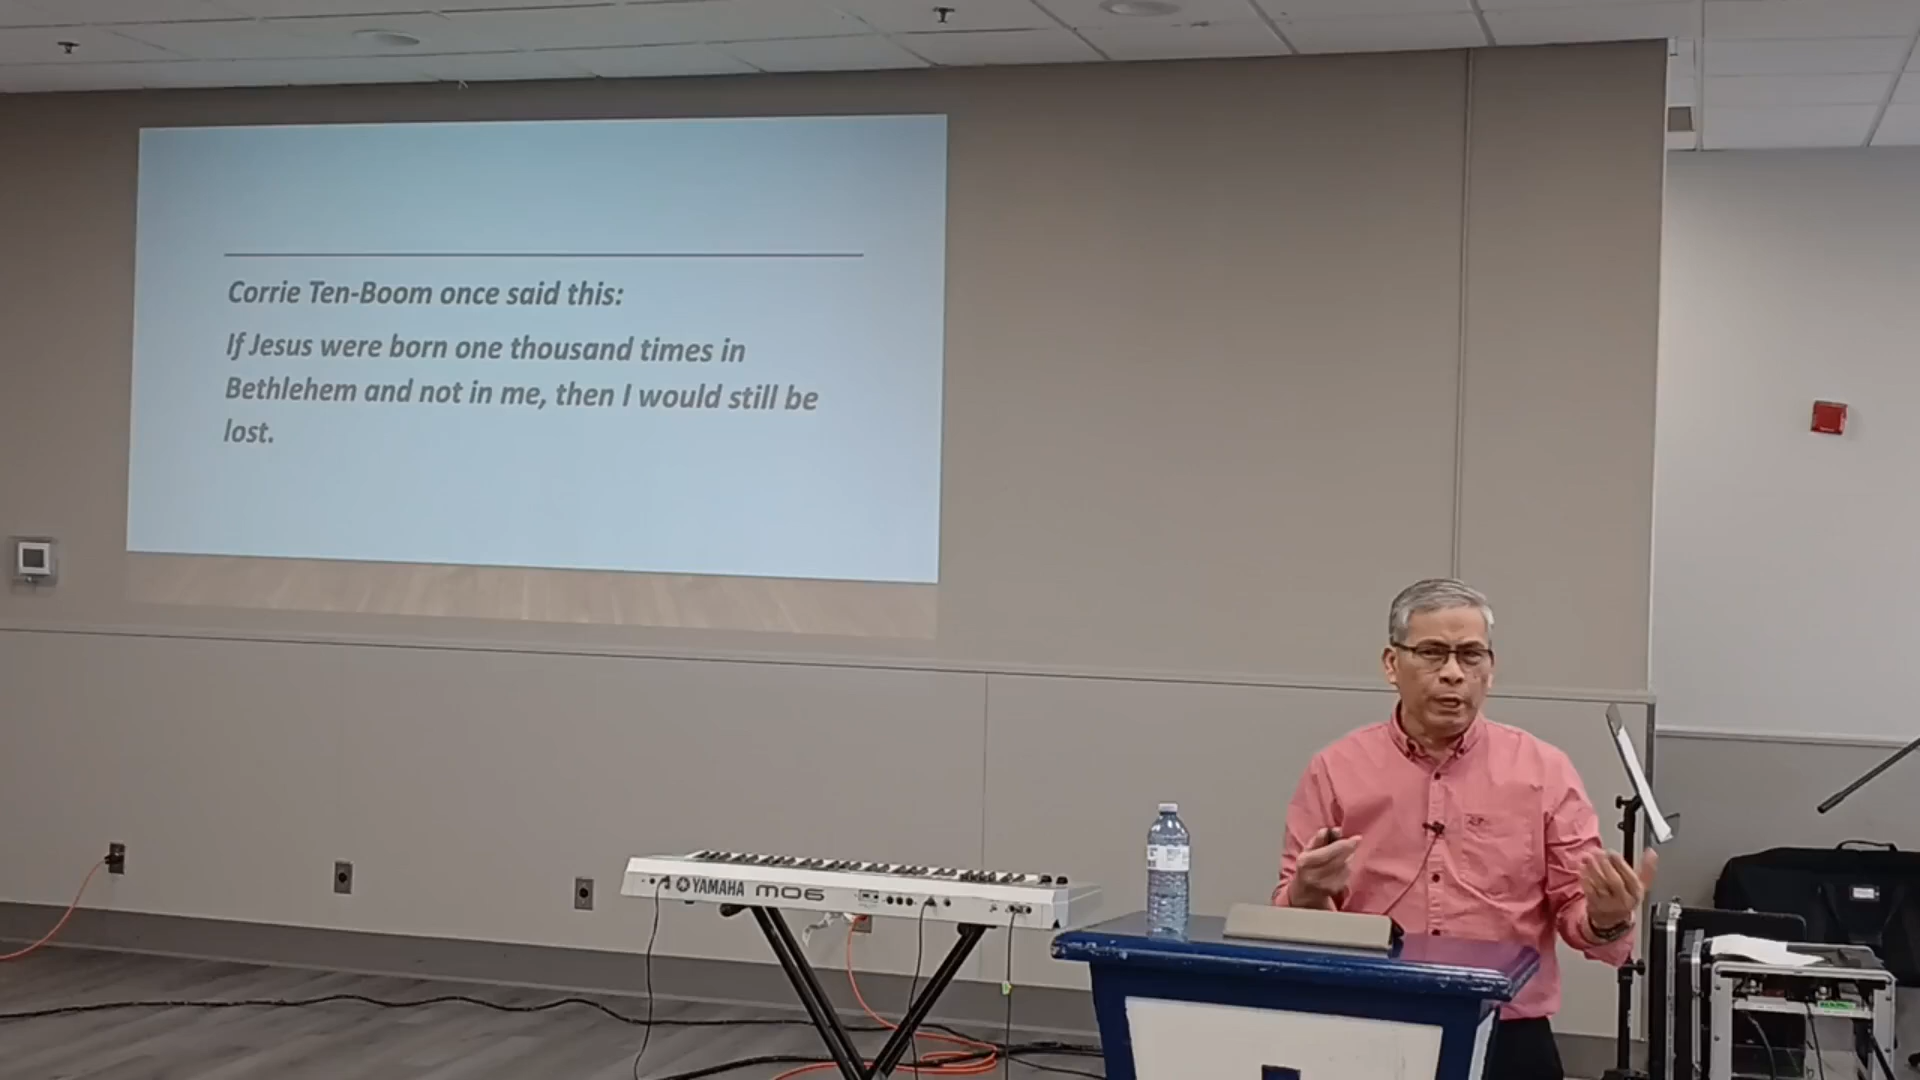 Corrie Ten-Boom once said this:
If Jesus were born one thousand times in
Bethlehem and not in me, then I would still be
lost.
YAMAHA MO6